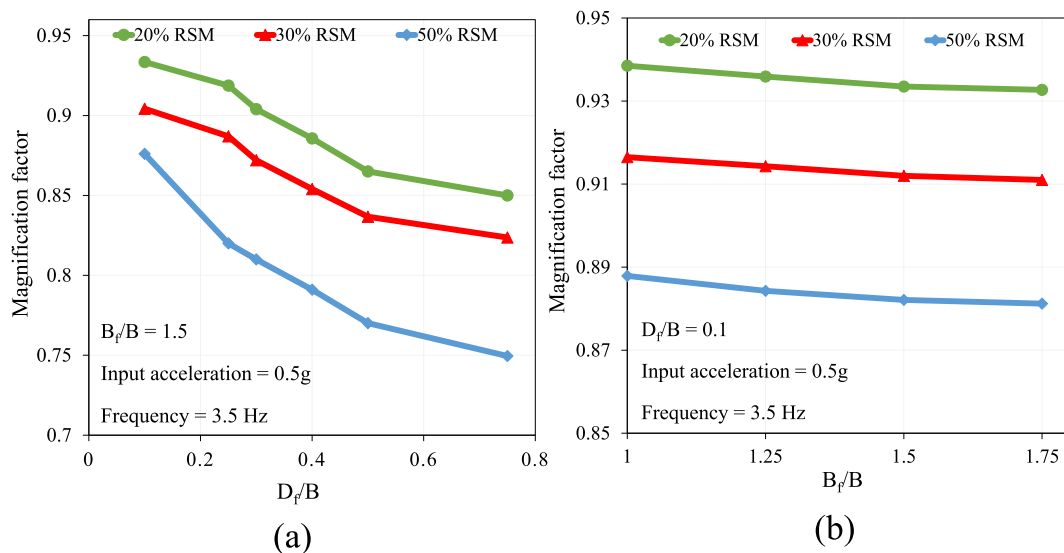 20% RSM 30% RSM 50% RSM
0.95
0.9
0.85
0.8
0.75
0.7
Magnification factor
B_f/B = 1.5
Input acceleration = 0.5g
Frequency = 3.5 Hz
0 0.2 0.4 0.6 0.8
D_f/B
(a)
20% RSM 30% RSM 50% RSM
0.95
0.93
0.91
0.89
0.87
0.85
Magnification factor
D_f/B = 0.1
Input acceleration = 0.5g
Frequency = 3.5 Hz
1 1.25 1.5 1.75
B_f/B
(b)